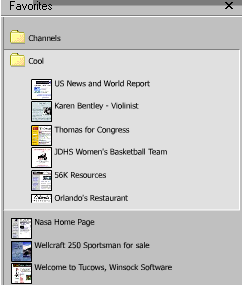 Favorites
Channels
Cool
US News and World Report
Karen Bentley - Violinist
Thomas for Congress
JDHS Women's Basketball Team
56K Resources
Orlando's Restaurant
Nasa Home Page
Wellcraft 250 Sportsman for sale
Welcome to Tucows, Winsock Software